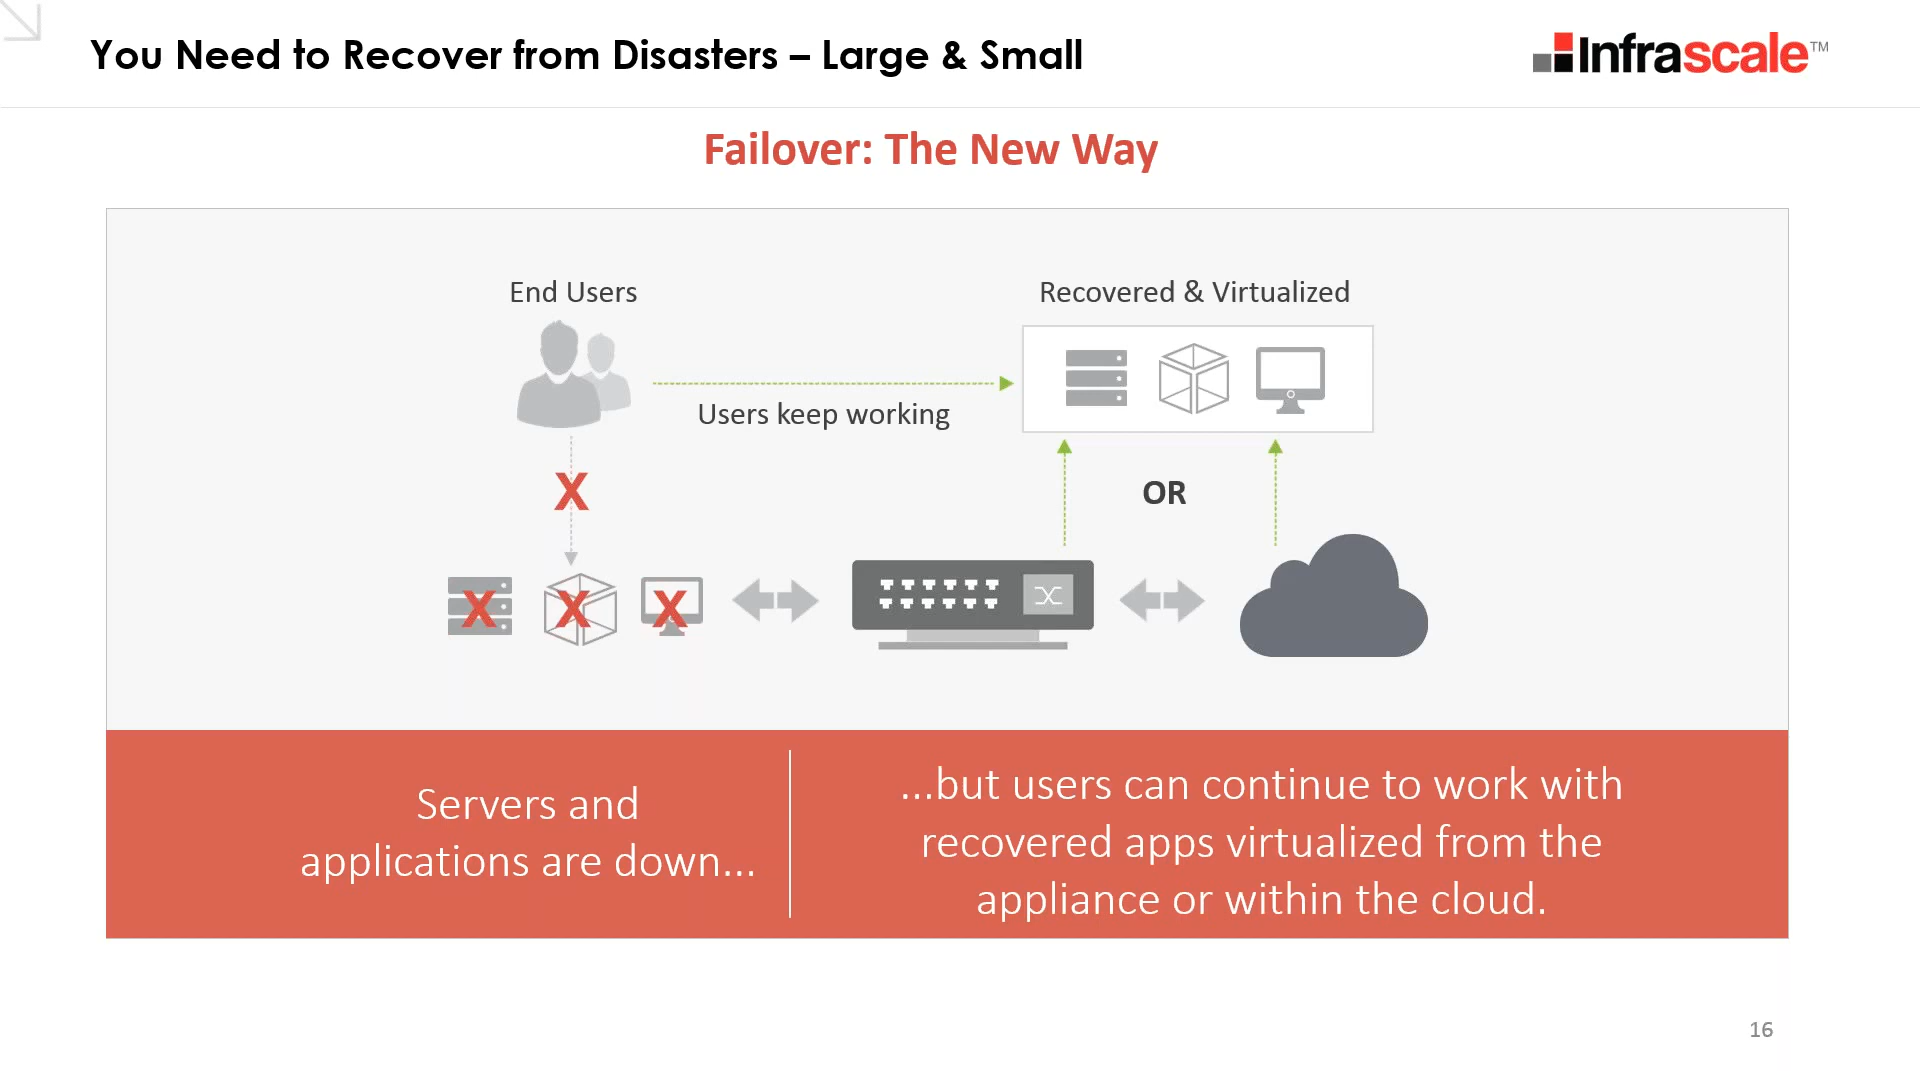 You Need to Recover from Disasters – Large & Small
Infrascale™
Failover: The New Way
End Users
Recovered & Virtualized
Users keep working
X
OR
X X X
Servers and
applications are down...
...but users can continue to work with
recovered apps virtualized from the
appliance or within the cloud.
16